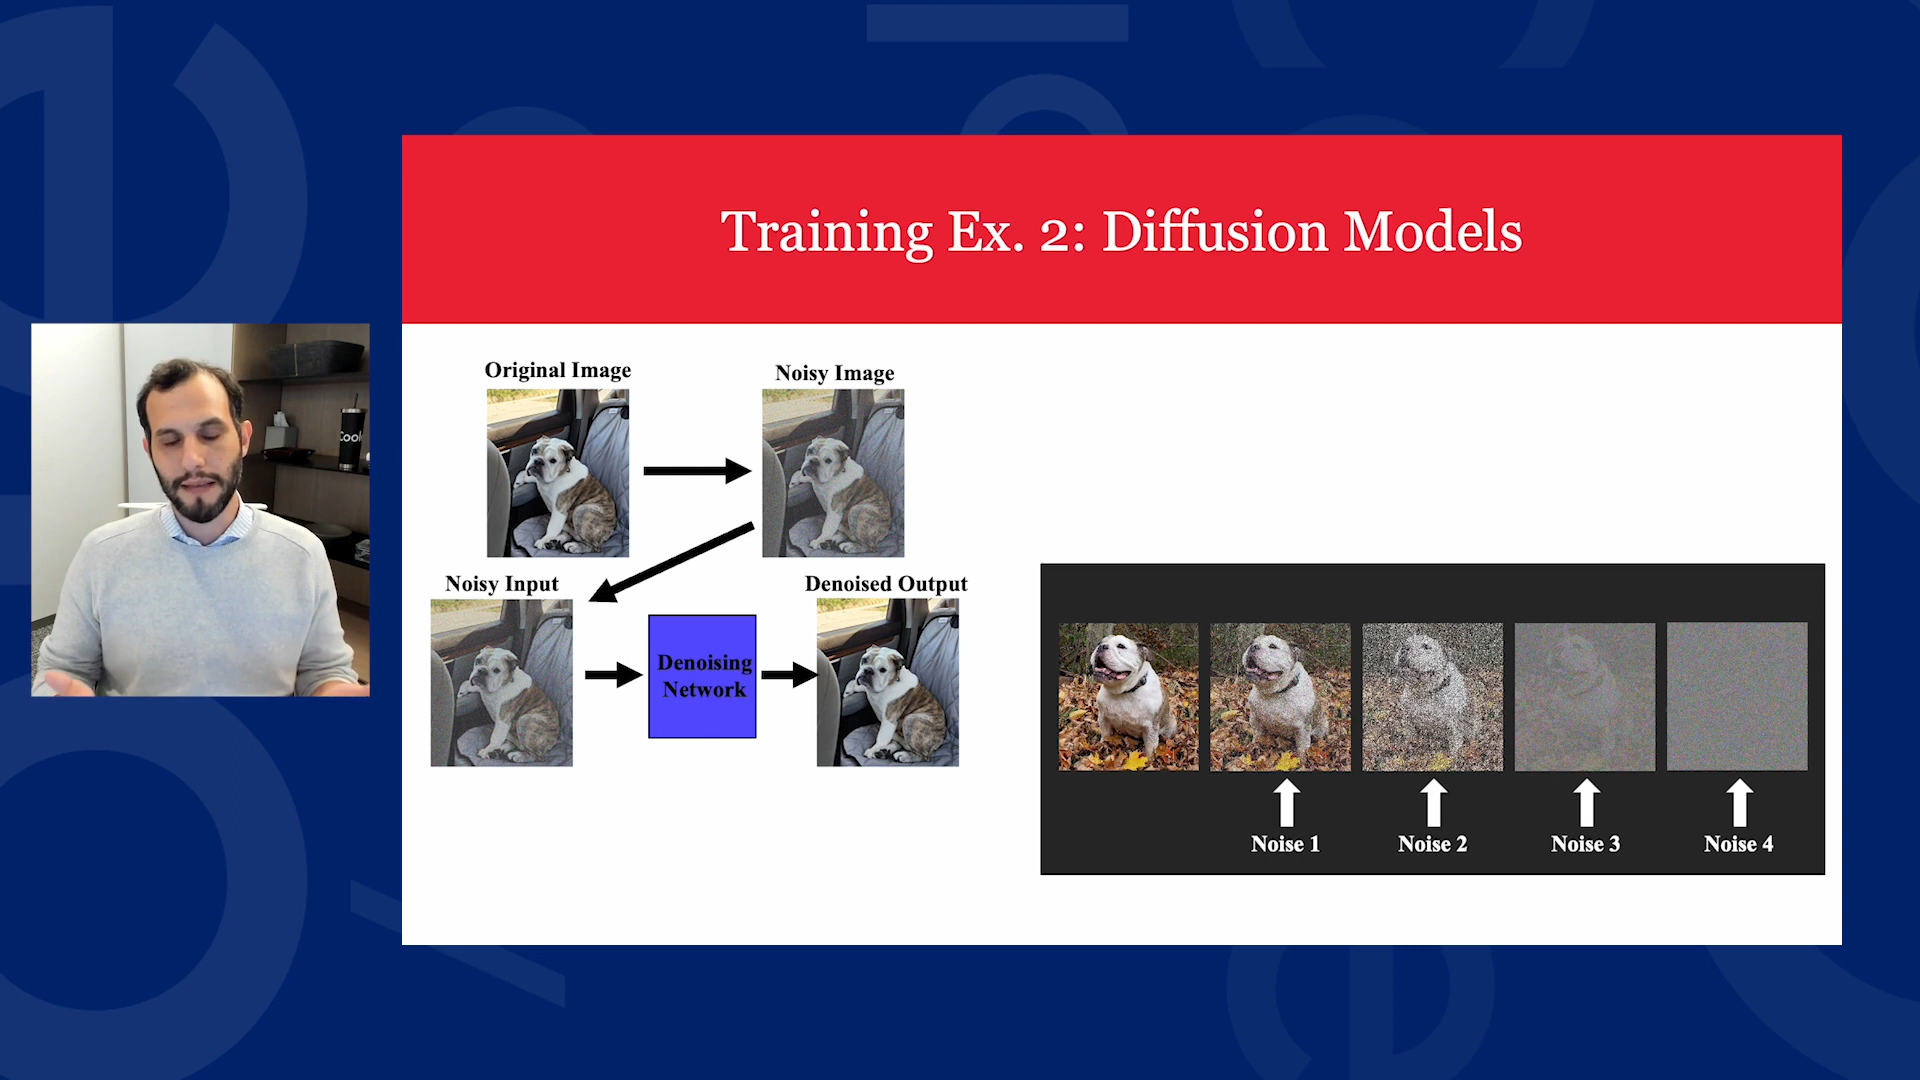 Training Ex. 2: Diffusion Models
Original Image
Noisy Image
Noisy Input
Denoised Output
Denoising
Network
Noise 1
Noise 2
Noise 3
Noise 4